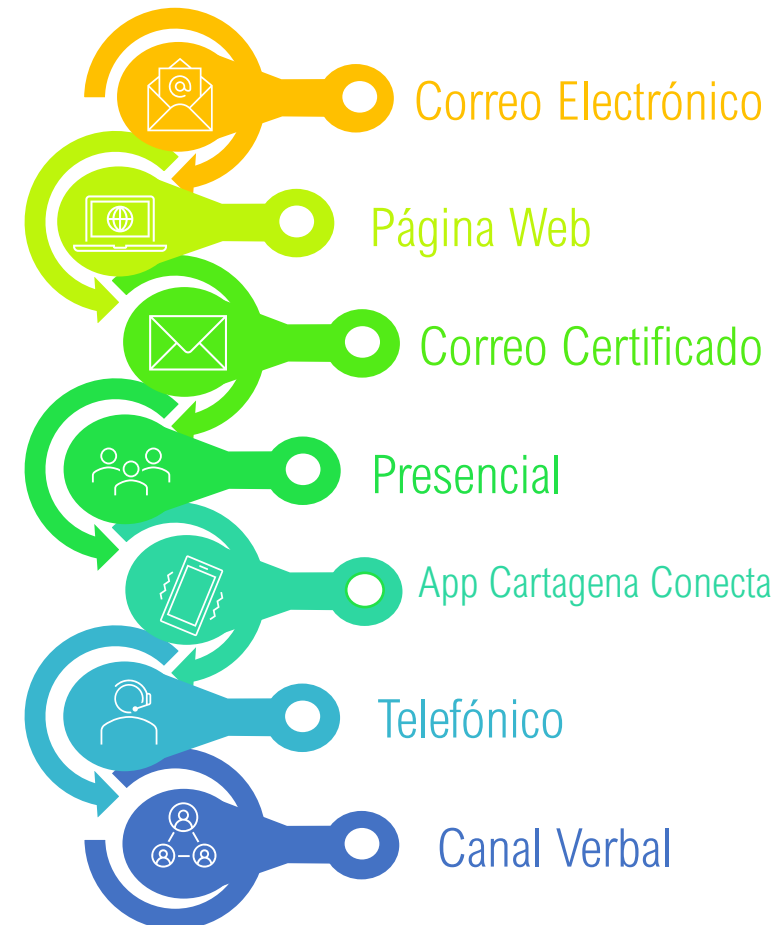 Correo Electrónico
Página Web
Correo Certificado
Presencial
App Cartagena Conecta
Telefónico
Canal Verbal